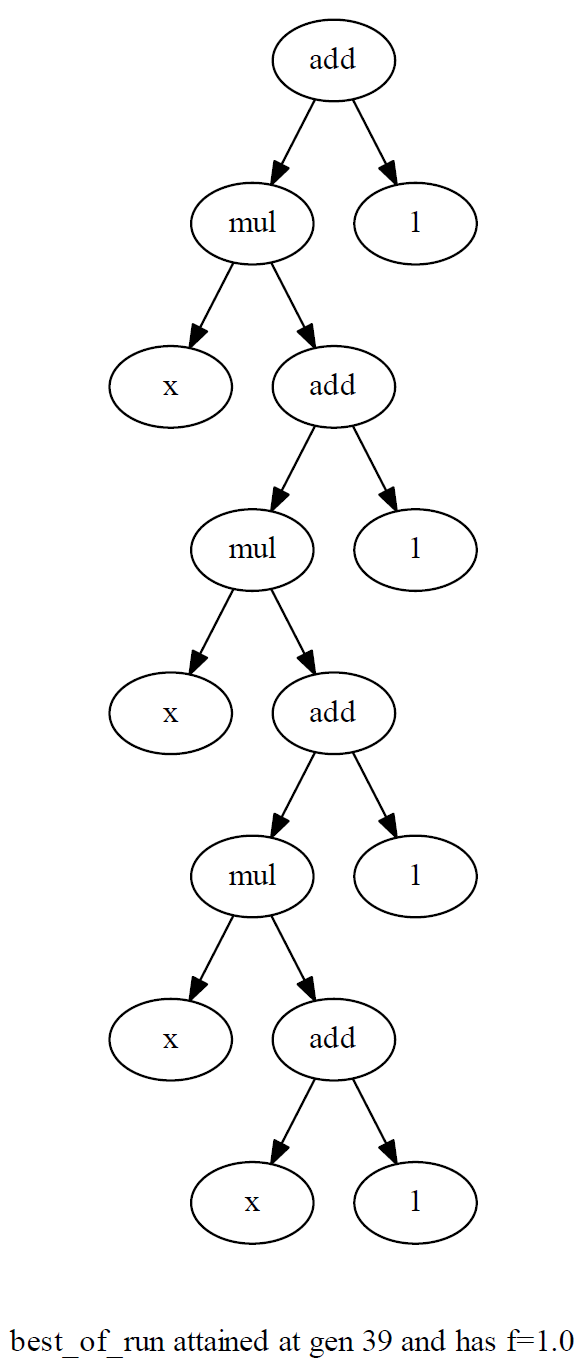 add
mul 1
x add
mul 1
x add
mul 1
x add
x 1
best_of_run attained at gen 39 and has f=1.0